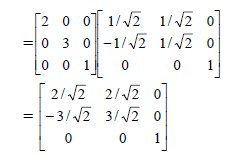 = [2 0 0] [1/√2 1/√2 0]
[0 3 0] [-1/√2 1/√2 0]
[0 0 1] [0 0 1]
= [2/√2 2/√2 0]
[-3/√2 3/√2 0]
[0 0 1]